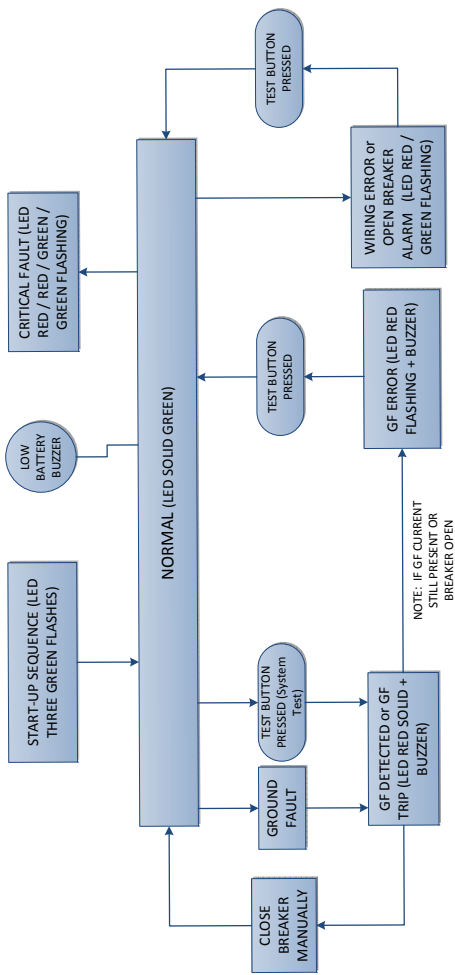 START-UP SEQUENCE (LED
THREE GREEN FLASHES)
LOW
BATTERY
BUZZER
CRITICAL FAULT (LED
RED / RED / GREEN /
GREEN FLASHING)
NORMAL (LED SOLID GREEN)
CLOSE
BREAKER
MANUALLY
GROUND
FAULT
TEST BUTTON
PRESSED (System
Test)
TEST BUTTON
PRESSED
TEST BUTTON
PRESSED
GF DETECTED or GF
TRIP (LED RED SOLID +
BUZZER)
NOTE: IF GF CURRENT
STILL PRESENT OR
BREAKER OPEN
GF ERROR (LED RED
FLASHING + BUZZER)
WIRING ERROR or
OPEN BREAKER
ALARM (LED RED /
GREEN FLASHING)